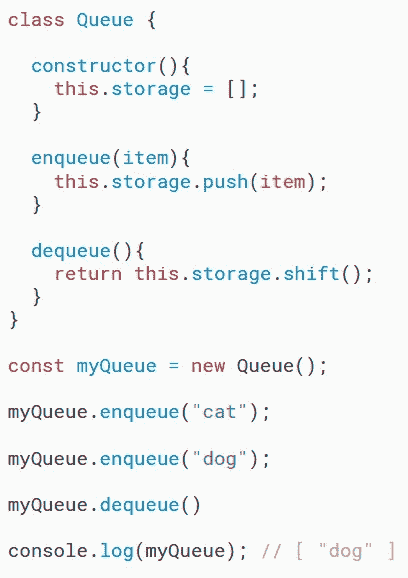 class Queue {
  constructor(){
    this.storage = [];
  }
  enqueue(item){
    this.storage.push(item);
  }
  dequeue(){
    return this.storage.shift();
  }
}
const myQueue = new Queue();
myQueue.enqueue("cat");
myQueue.enqueue("dog");
myQueue.dequeue()
console.log(myQueue); // [ "dog" ]